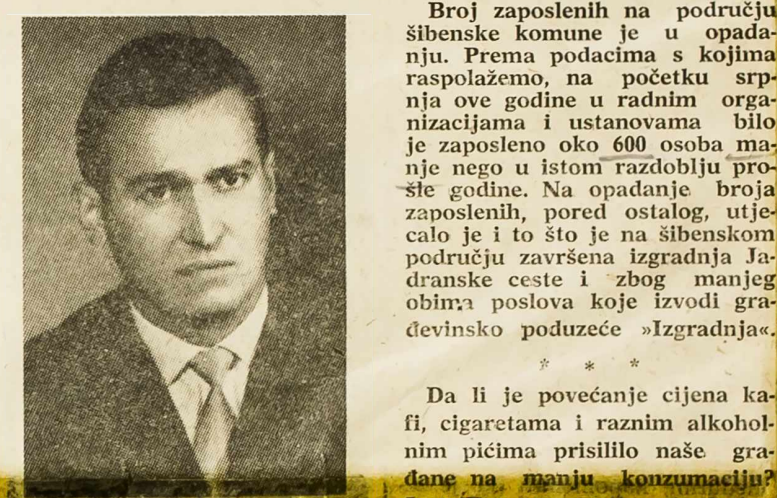 Broj zaposlenih na području
šibenske komune je u opada-
nju. Prema podacima s kojima
raspolažemo, na početku srp-
nja ove godine u radnim orga-
nizacijama i ustanovama bilo
je zaposleno oko 600 osoba ma-
nje nego u istom razdoblju pro-
šle godine. Na opadanje broja
zaposlenih, pored ostalog, utje-
calo je i to što je na šibenskom
području završena izgradnja Ja-
dranske ceste i zbog manjeg
obima poslova koje izvodi gra-
đevinsko poduzeće »Izgradnja«.
* * *
Da li je povećanje cijena ka-
fi, cigaretama i raznim alkohol-
nim pićima prisililo naše gra-
đane na manju konzumaciju?